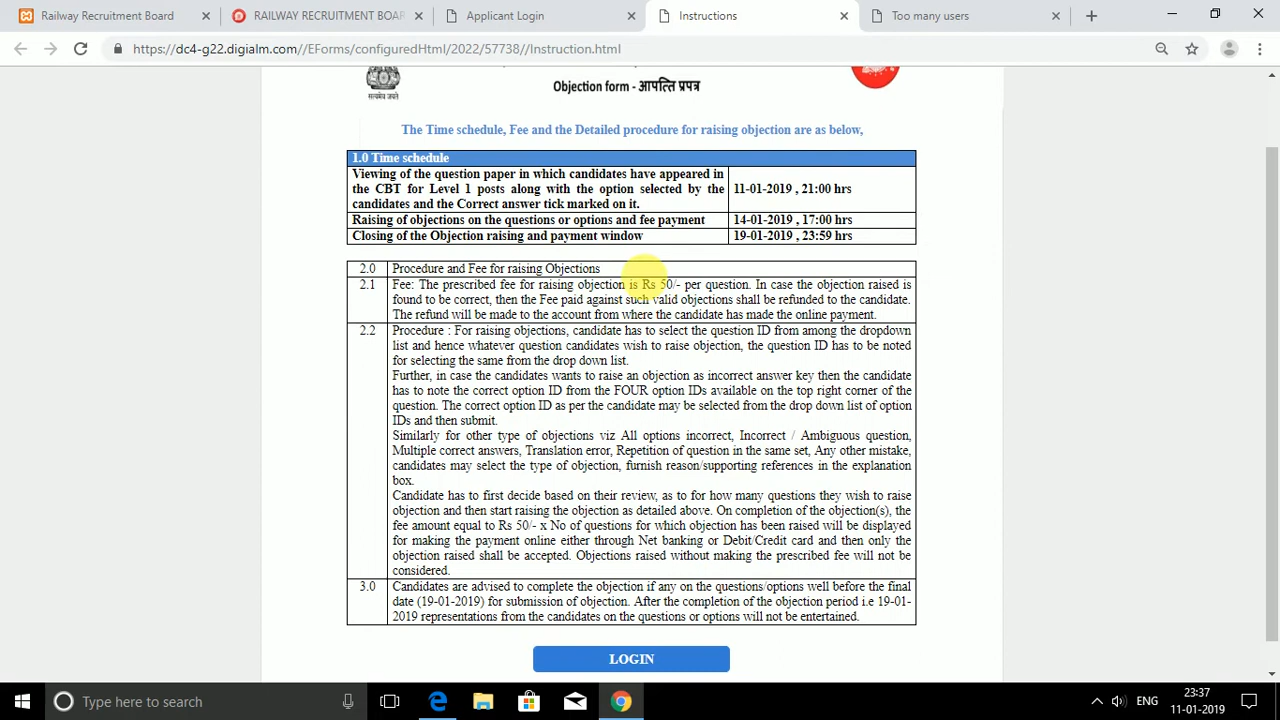 Railway Recruitment Board
RAILWAY RECRUITMENT BOAR
Applicant Login
Instructions
Too many users
https://dc4-g22.digialm.com//EForms/configuredHtml/2022/57738//Instruction.html
सत्यमेव जयते
Objection form - आपत्ति प्रपत्र
The Time schedule, Fee and the Detailed procedure for raising objection are as below,
1.0 Time schedule
Viewing of the question paper in which candidates have appeared in
the CBT for Level 1 posts along with the option selected by the
candidates and the Correct answer tick marked on it.
11-01-2019 , 21:00 hrs
Raising of objections on the questions or options and fee payment
14-01-2019 , 17:00 hrs
Closing of the Objection raising and payment window
19-01-2019 , 23:59 hrs
2.0 Procedure and Fee for raising Objections
2.1 Fee: The prescribed fee for raising objection is Rs 50/- per question. In case the objection raised is
found to be correct, then the Fee paid against such valid objections shall be refunded to the candidate.
The refund will be made to the account from where the candidate has made the online payment.
2.2 Procedure : For raising objections, candidate has to select the question ID from among the dropdown
list and hence whatever question candidates wish to raise objection, the question ID has to be noted
for selecting the same from the drop down list.
Further, in case the candidates wants to raise an objection as incorrect answer key then the candidate
has to note the correct option ID from the FOUR option IDs available on the top right corner of the
question. The correct option ID as per the candidate may be selected from the drop down list of option
IDs and then submit.
Similarly for other type of objections viz All options incorrect, Incorrect / Ambiguous question,
Multiple correct answers, Translation error, Repetition of question in the same set, Any other mistake,
candidates may select the type of objection, furnish reason/supporting references in the explanation
box.
Candidate has to first decide based on their review, as to for how many questions they wish to raise
objection and then start raising the objection as detailed above. On completion of the objection(s), the
fee amount equal to Rs 50/- x No of questions for which objection has been raised will be displayed
for making the payment online either through Net banking or Debit/Credit card and then only the
objection raised shall be accepted. Objections raised without making the prescribed fee will not be
considered.
3.0 Candidates are advised to complete the objection if any on the questions/options well before the final
date (19-01-2019) for submission of objection. After the completion of the objection period i.e 19-01-
2019 representations from the candidates on the questions or options will not be entertained.
LOGIN
Type here to search
ENG
23:37
11-01-2019